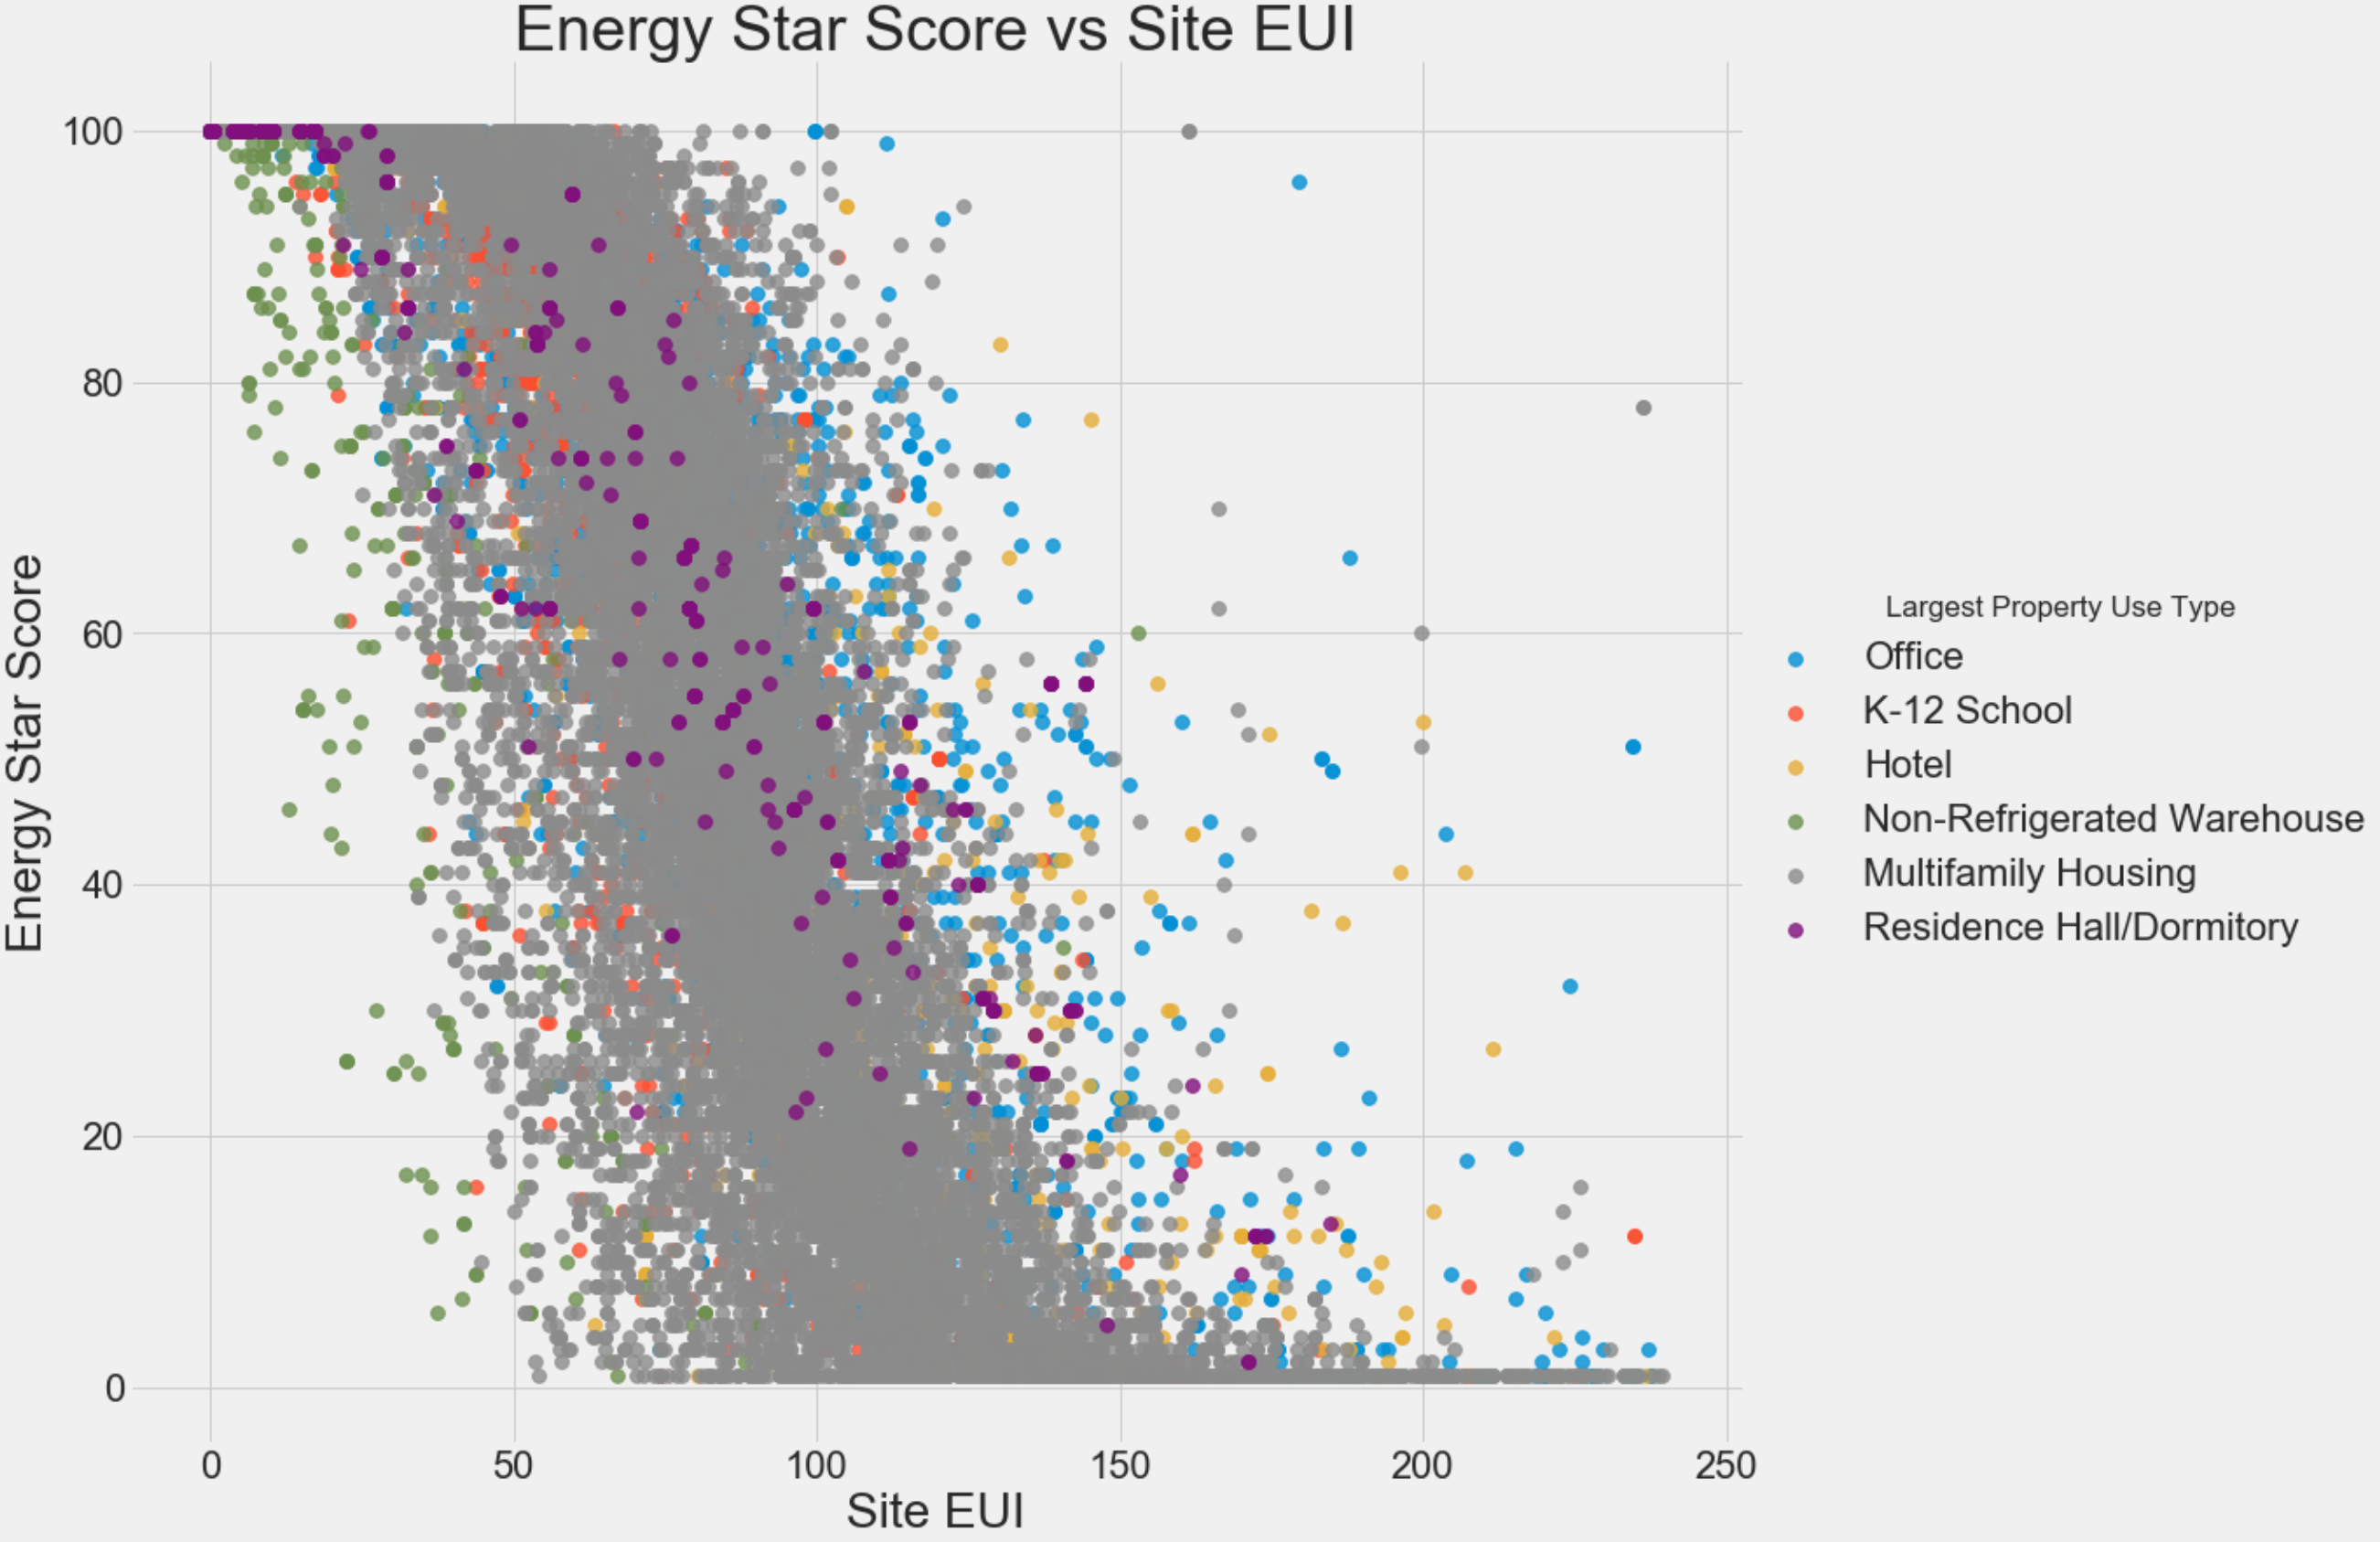 Energy Star Score vs Site EUI
Energy Star Score
100
80
60
40
20
0
0 50 100 150 200 250
Site EUI
Largest Property Use Type
Office
K-12 School
Hotel
Non-Refrigerated Warehouse
Multifamily Housing
Residence Hall/Dormitory